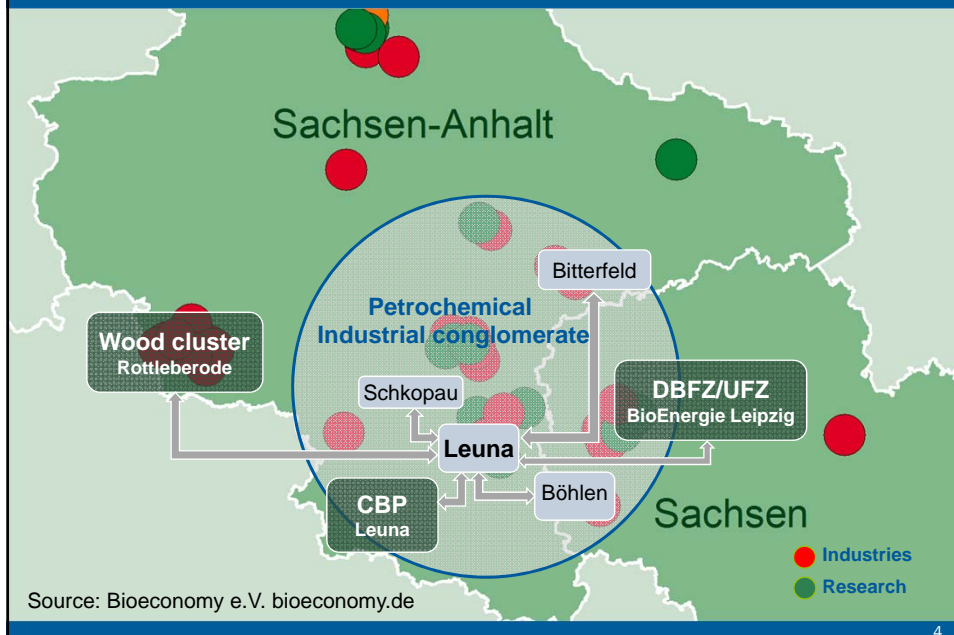 Sachsen-Anhalt
Bitterfeld
Petrochemical
Industrial conglomerate
Wood cluster
Rottleberode
Schkopau
DBFZ/UFZ
BioEnergie Leipzig
Leuna
CBP
Leuna
Böhlen
Sachsen
Industries
Research
Source: Bioeconomy e.V. bioeconomy.de
4